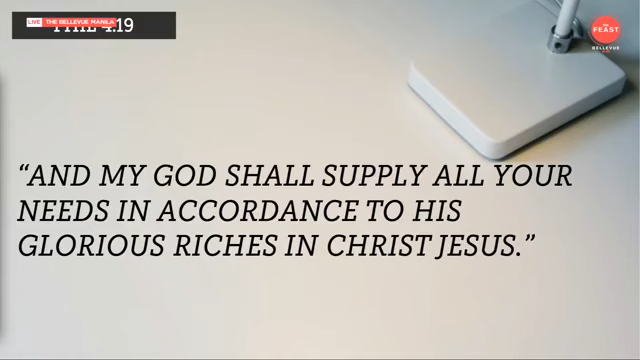 LIVE THE BELLEVUE MANILA
4:19
THE
FEAST
BELLEVUE
“AND MY GOD SHALL SUPPLY ALL YOUR
NEEDS IN ACCORDANCE TO HIS
GLORIOUS RICHES IN CHRIST JESUS.”